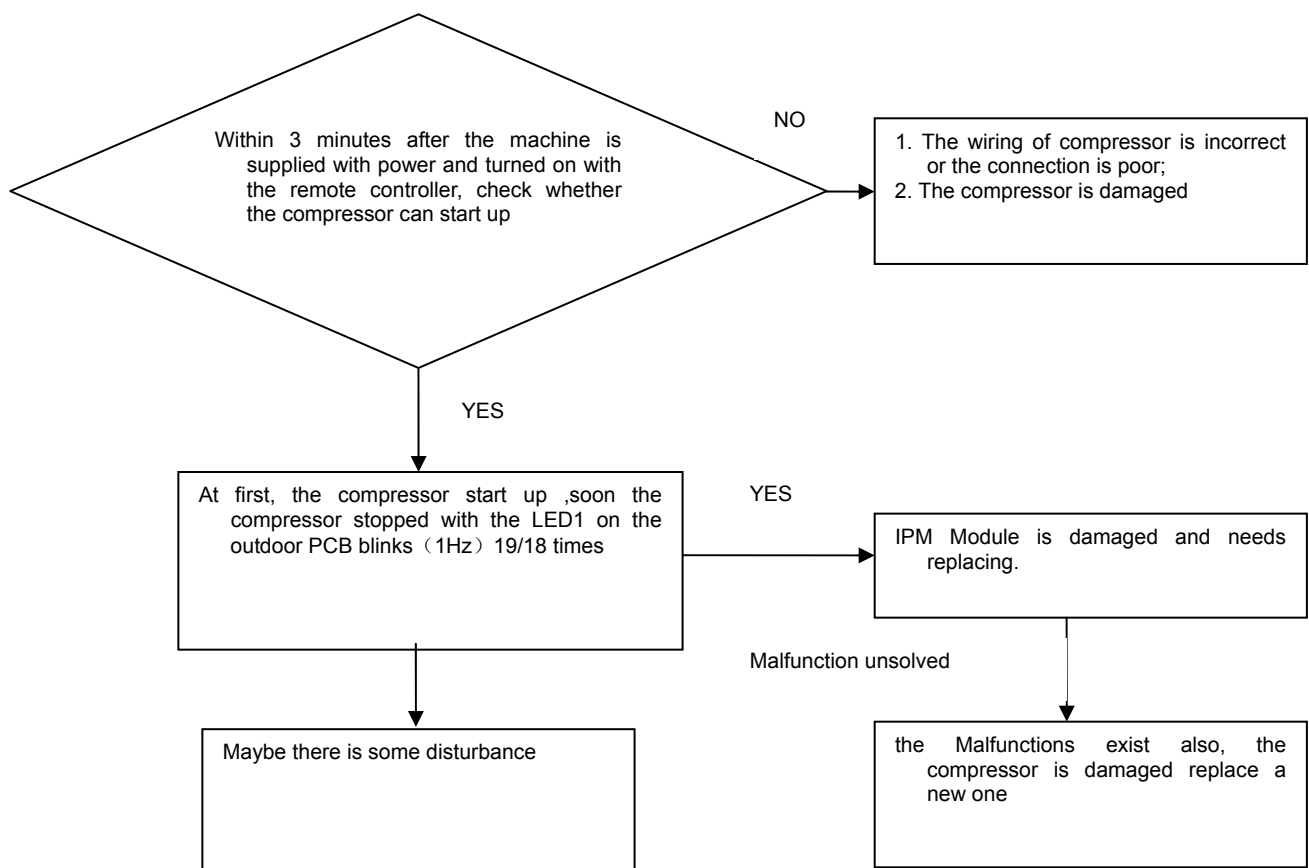 Within 3 minutes after the machine is
supplied with power and turned on with
the remote controller, check whether
the compressor can start up
NO
1. The wiring of compressor is incorrect
or the connection is poor;
2. The compressor is damaged
YES
At first, the compressor start up ,soon the
compressor stopped with the LED1 on the
outdoor PCB blinks（1Hz）19/18 times
YES
IPM Module is damaged and needs
replacing.
Malfunction unsolved
Maybe there is some disturbance
the Malfunctions exist also, the
compressor is damaged replace a
new one